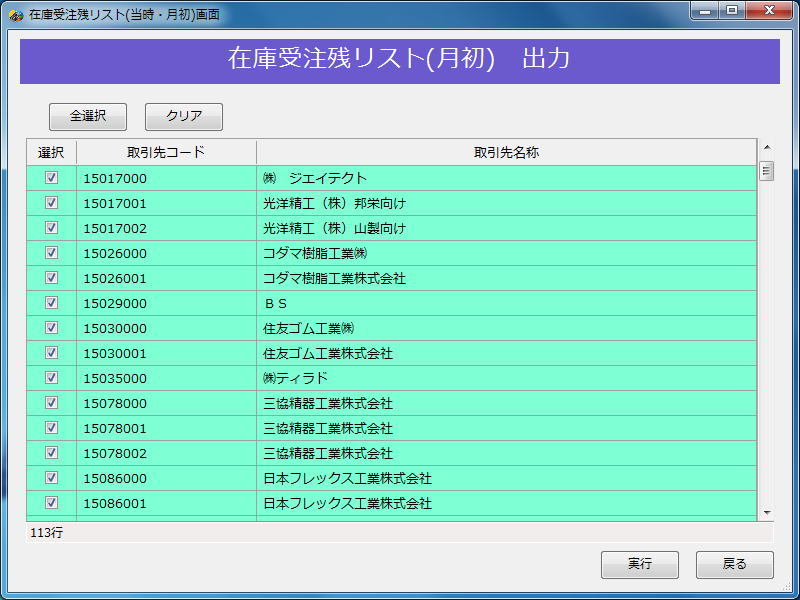 在庫受注残リスト(当時・月初)画面
在庫受注残リスト(月初)　出力
全選択 クリア
選択 取引先コード 取引先名称
15017000 ㈱　ジエイテクト
15017001 光洋精工（株）邦栄向け
15017002 光洋精工（株）山製向け
15026000 コダマ樹脂工業㈱
15026001 コダマ樹脂工業株式会社
15029000 ＢＳ
15030000 住友ゴム工業㈱
15030001 住友ゴム工業株式会社
15035000 ㈱ティラド
15078000 三協精器工業株式会社
15078001 三協精器工業株式会社
15078002 三協精器工業株式会社
15086000 日本フレックス工業株式会社
15086001 日本フレックス工業株式会社
113行
実行 戻る